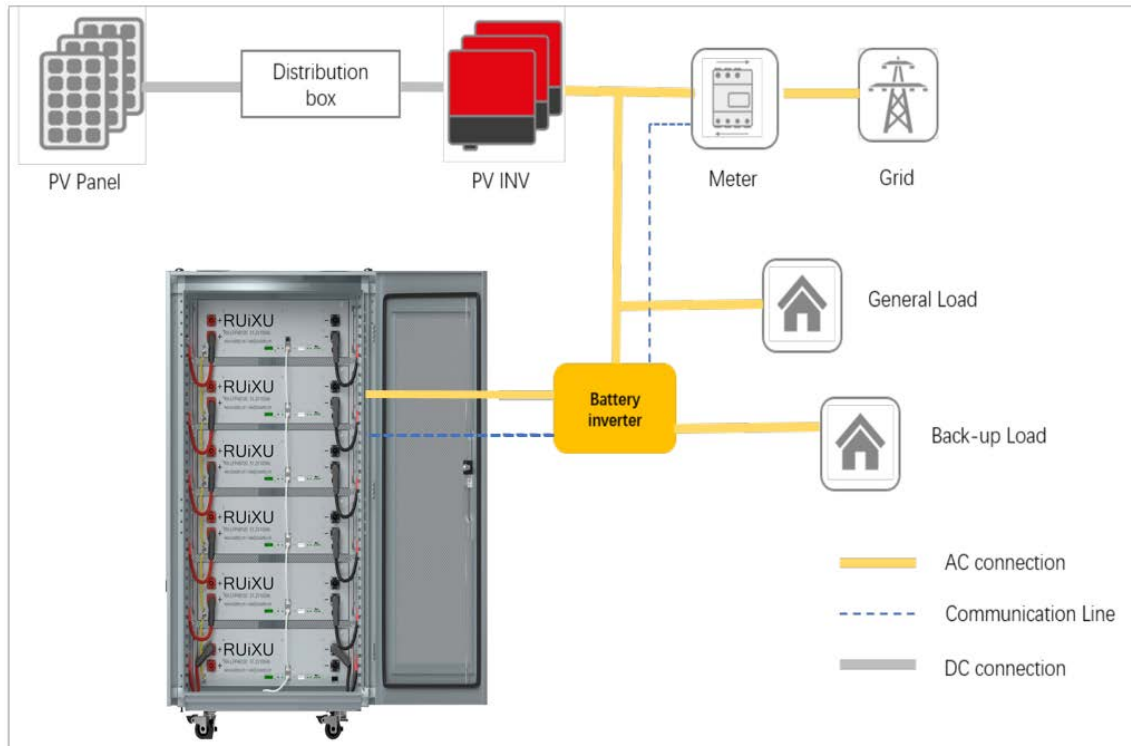 Distribution
box
PV Panel
PV INV
Meter
Grid
General Load
Battery
inverter
Back-up Load
RUiXU
RUiXU
RUiXU
RUiXU
RUiXU
RUiXU
AC connection
Communication Line
DC connection